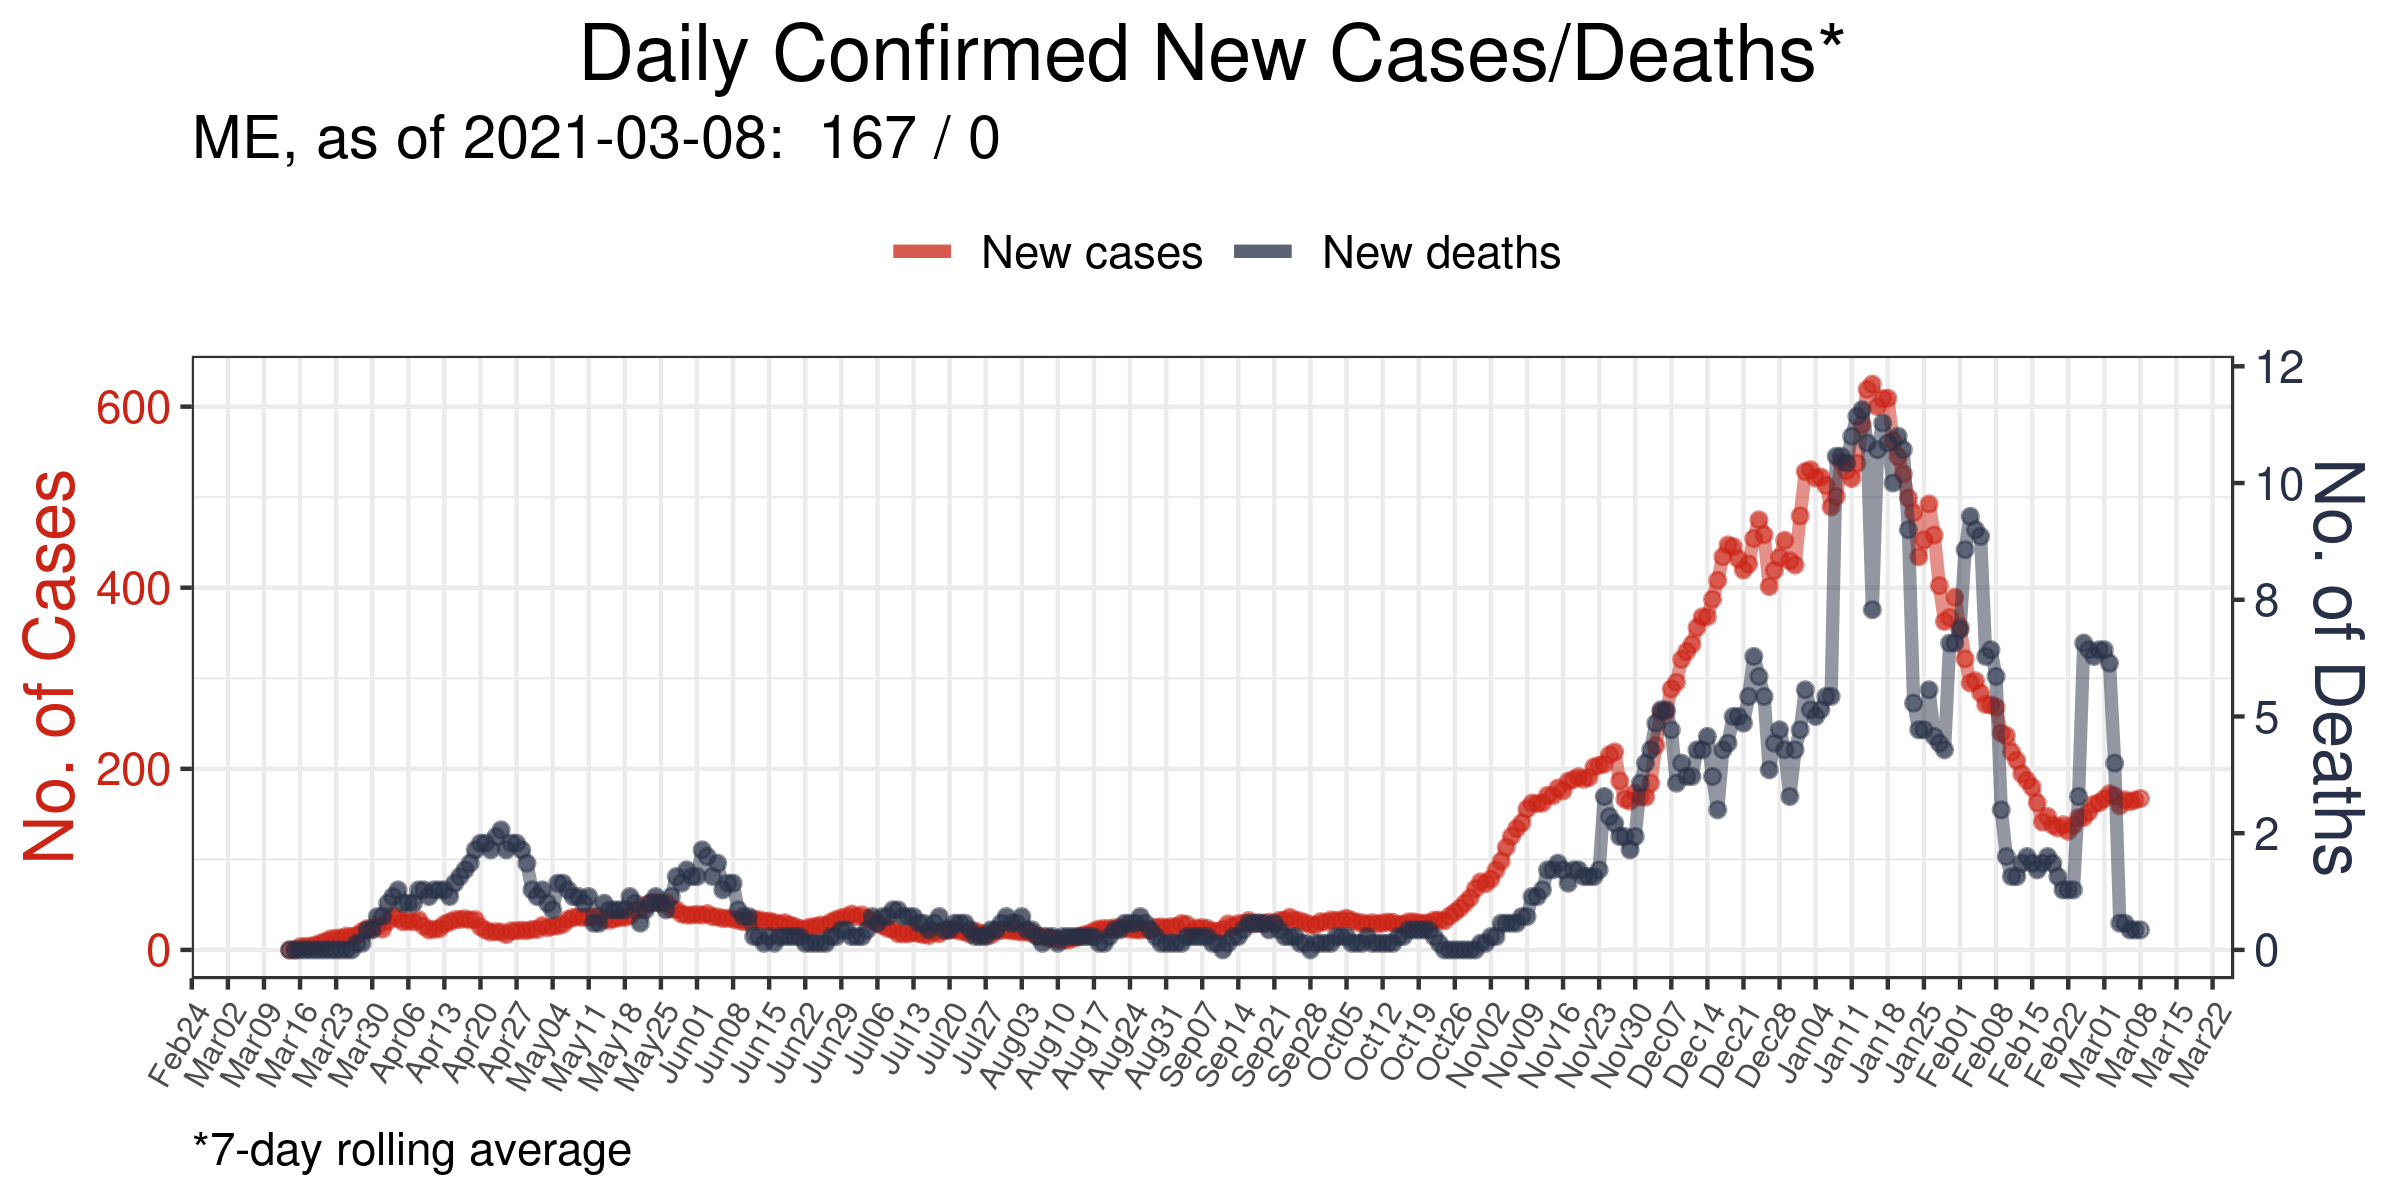 Daily Confirmed New Cases/Deaths*
ME, as of 2021-03-08:  167 / 0
New cases
New deaths
No. of Cases
600
400
200
0
12
10
8
5
2
0
No. of Deaths
Feb24
Mar02
Mar09
Mar16
Mar23
Mar30
Apr06
Apr13
Apr20
Apr27
May04
May11
May18
May25
Jun01
Jun08
Jun15
Jun22
Jun29
Jul06
Jul13
Jul20
Jul27
Aug03
Aug10
Aug17
Aug24
Aug31
Sep07
Sep14
Sep21
Sep28
Oct05
Oct12
Oct19
Oct26
Nov02
Nov09
Nov16
Nov23
Nov30
Dec07
Dec14
Dec21
Dec28
Jan04
Jan11
Jan18
Jan25
Feb01
Feb08
Feb15
Feb22
Mar01
Mar08
Mar15
Mar22
*7-day rolling average